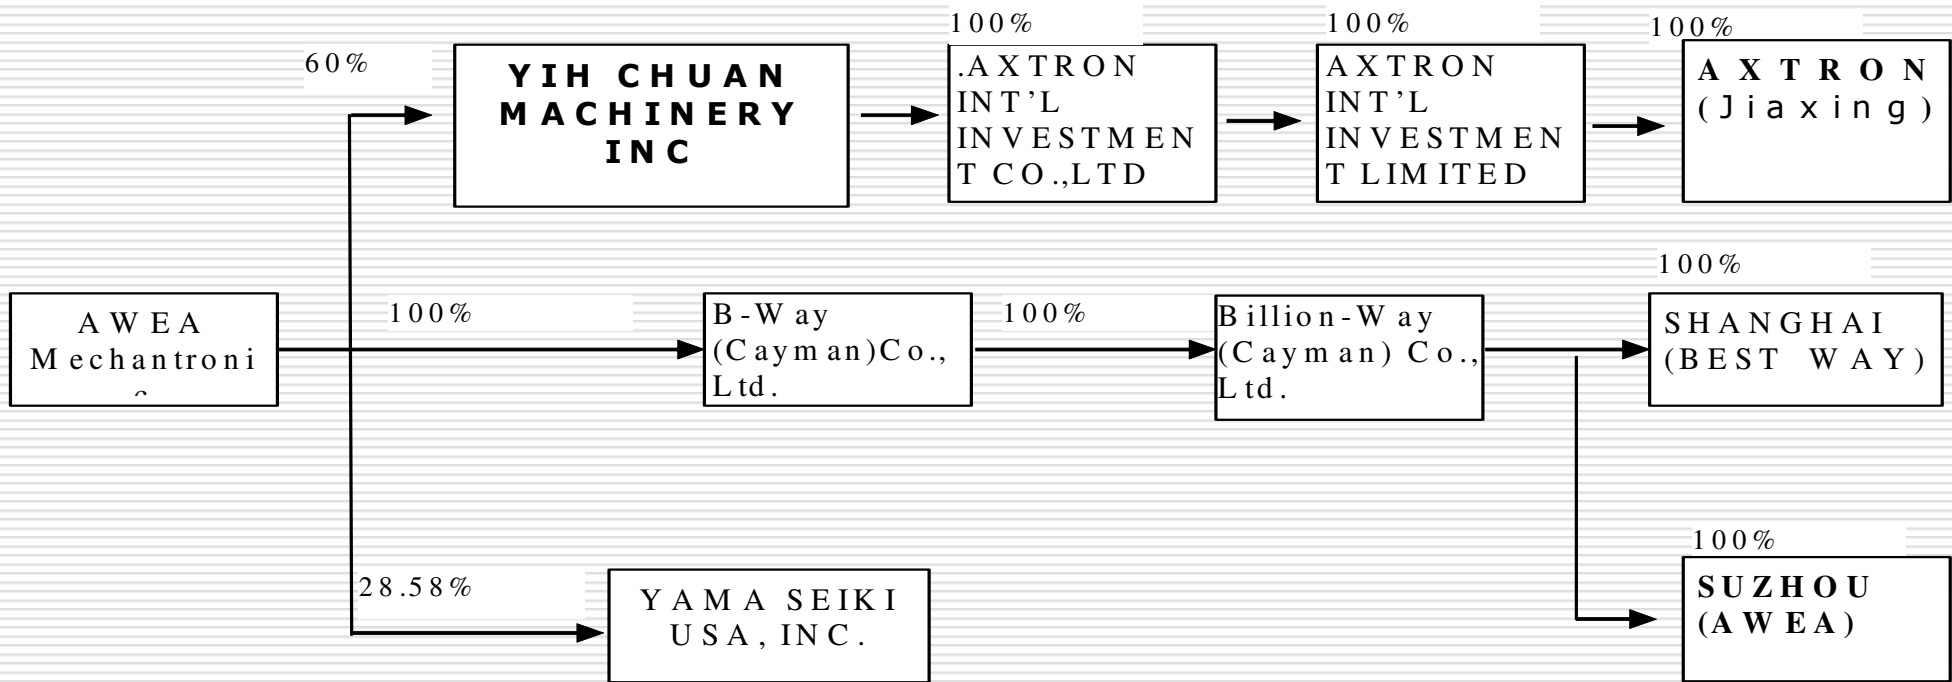 100%
100%
100%
60%
YIH CHUAN
MACHINERY
INC
.AXTRON
INT'L
INVESTMEN
T CO.,LTD
AXTRON
INT'L
INVESTMEN
T LIMITED
AXTRON
(Jiaxing)
100%
AWEA
Mechantroni
100%
B-Way
(Cayman)Co.,
Ltd.
100%
Billion-Way
(Cayman) Co.,
Ltd.
SHANGHAI
(BEST WAY)
100%
28.58%
YAMA SEIKI
USA, INC.
SUZHOU
(AWEA)